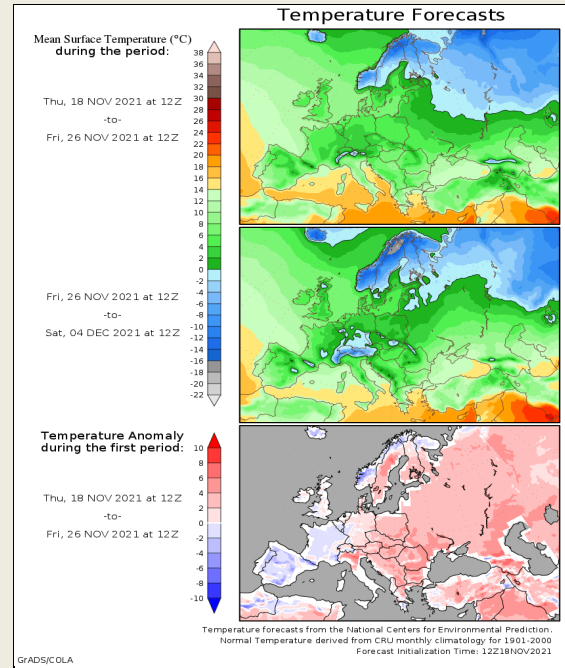 Temperature Forecasts
Mean Surface Temperature (°C)
during the period:
Thu, 18 NOV 2021 at 12Z
-to-
Fri, 26 NOV 2021 at 12Z
38
36
34
32
30
28
26
24
22
20
18
16
14
12
10
8
6
4
2
0
-2
-4
-6
-8
-10
-12
-14
-16
-18
-20
-22
Fri, 26 NOV 2021 at 12Z
-to-
Sat, 04 DEC 2021 at 12Z
Temperature Anomaly
during the first period:
Thu, 18 NOV 2021 at 12Z
-to-
Fri, 26 NOV 2021 at 12Z
10
8
6
4
2
0
-2
-4
-6
-8
-10
Temperature forecasts from the National Centers for Environmental Prediction.
Normal Temperature derived from CRU monthly climatology for 1901-2000
Forecast Initialization Time: 12Z18NOV2021
GrADS/COLA